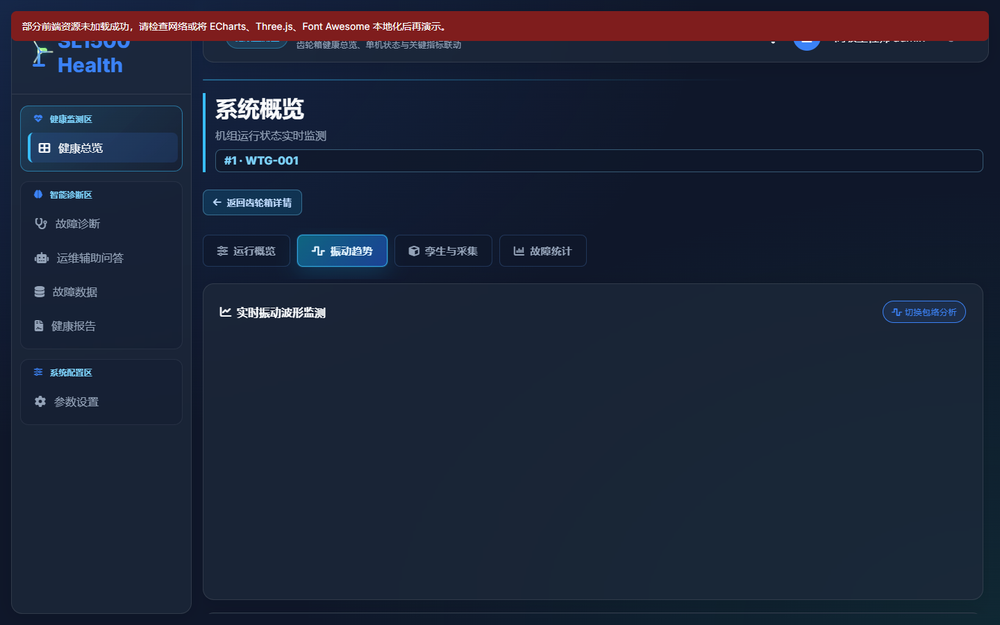 部分前端资源未加载成功，请检查网络或将 ECharts、Three.js、Font Awesome 本地化后再演示。
SL1500
Health
齿轮箱健康总览、单机状态与关键指标联动
健康监测区
健康总览
智能诊断区
故障诊断
运维辅助问答
故障数据
健康报告
系统配置区
参数设置
系统概览
机组运行状态实时监测
#1 · WTG-001
返回齿轮箱详情
运行概览
振动趋势
孪生与采集
故障统计
实时振动波形监测
切换包络分析